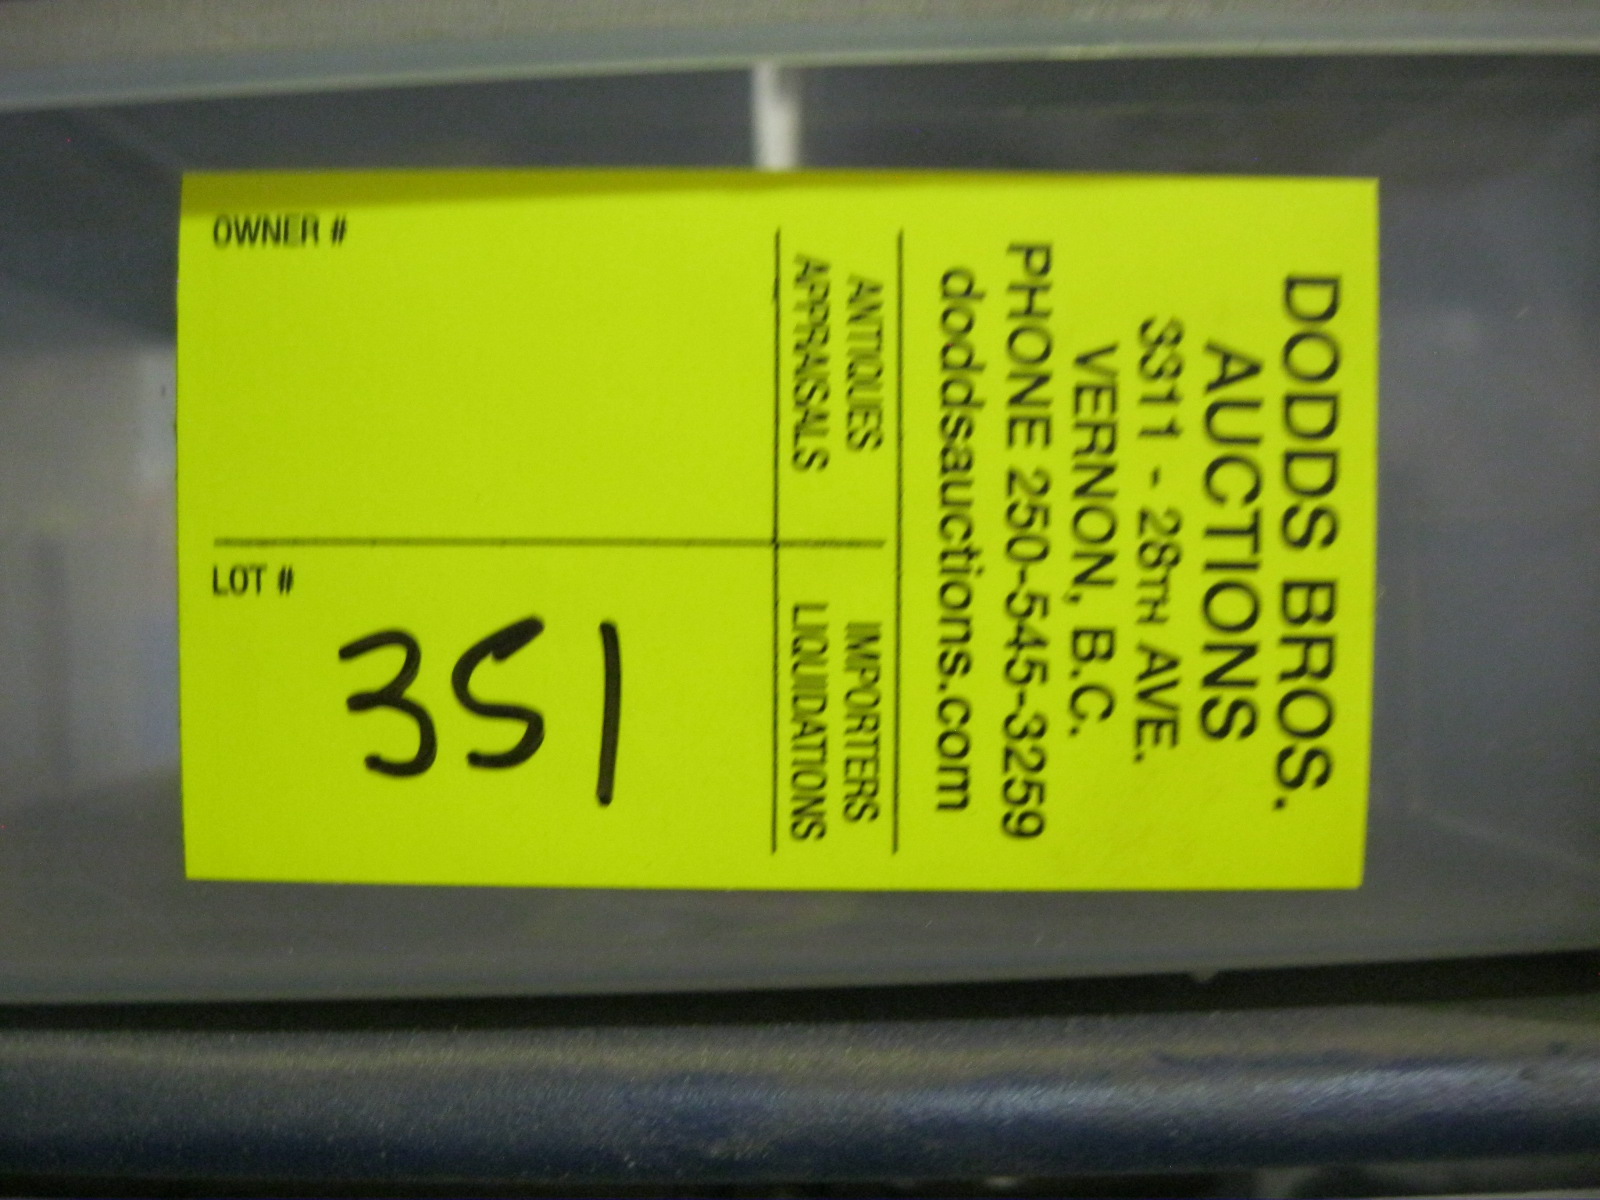 DODDS BROS.
AUCTIONS
3311 - 28TH AVE.
VERNON, B.C.
PHONE 250-545-3259
doddsauctions.com
ANTIQUES
APPRAISALS
IMPORTERS
LIQUIDATIONS
OWNER #
LOT #
351